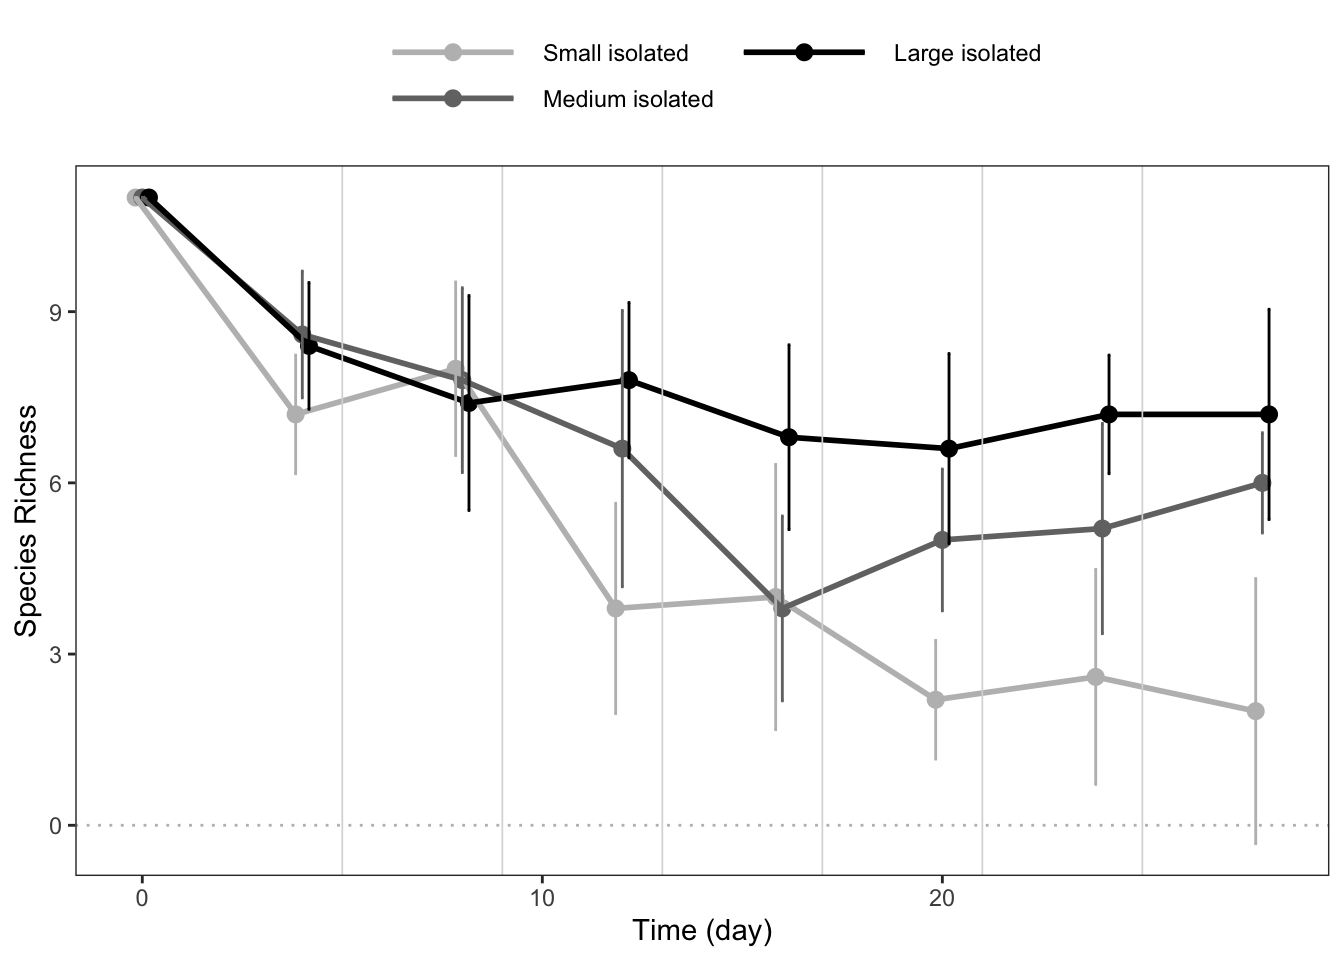 Small isolated
Large isolated
Medium isolated
9
6
3
0
Species Richness
0
10
20
Time (day)